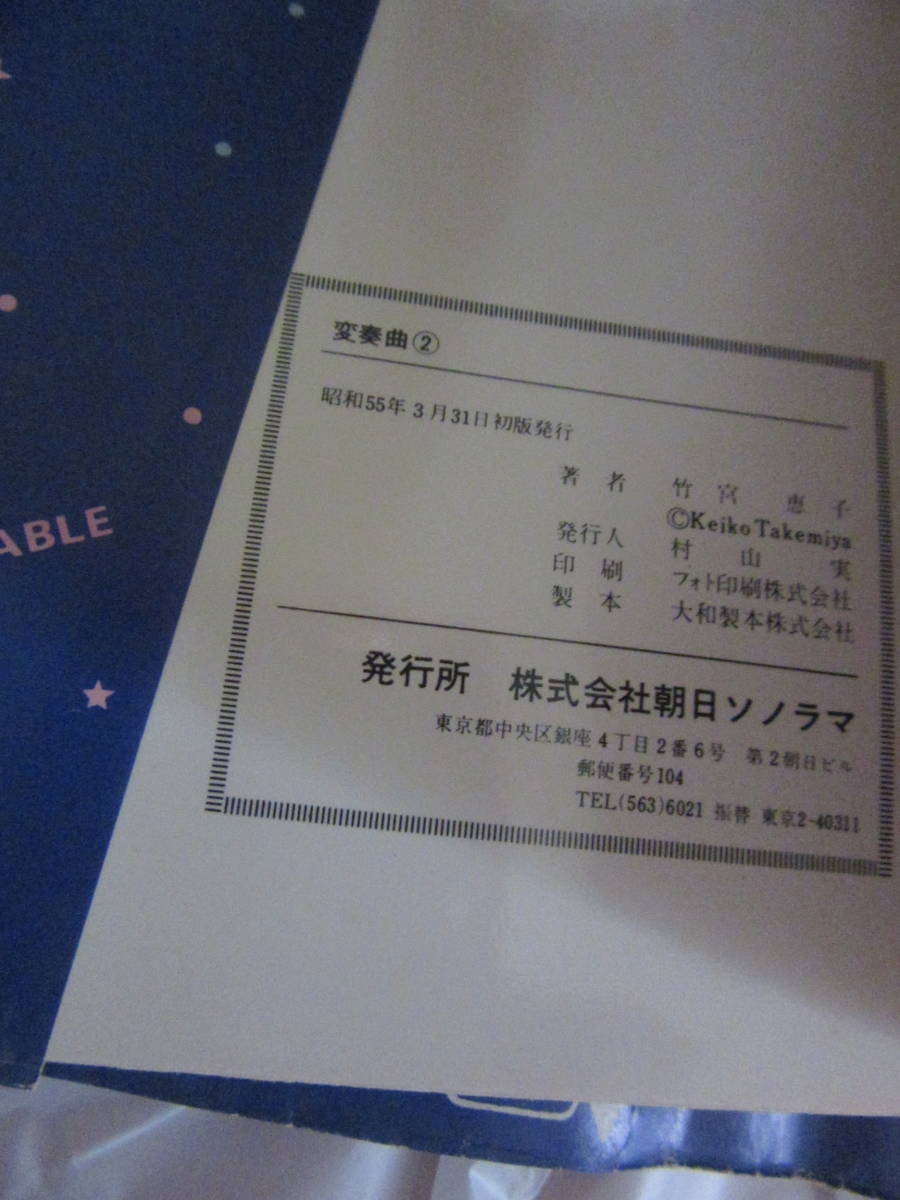 変奏曲②
昭和55年3月31日初版発行
著者 竹宮恵子
©Keiko Takemiya
発行人 村山実
印刷 フォト印刷株式会社
製本 大和製本株式会社
発行所 株式会社朝日ソノラマ
東京都中央区銀座4丁目2番6号 第2朝日ビル
郵便番号104
TEL(563)6021 振替 東京2-40311
ABLE